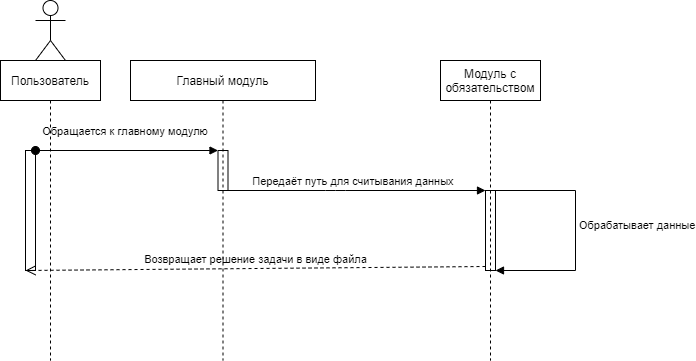 Пользователь
Главный модуль
Модуль с
обязательством
Обращается к главному модулю
Передаёт путь для считывания данных
Обрабатывает данные
Возвращает решение задачи в виде файла